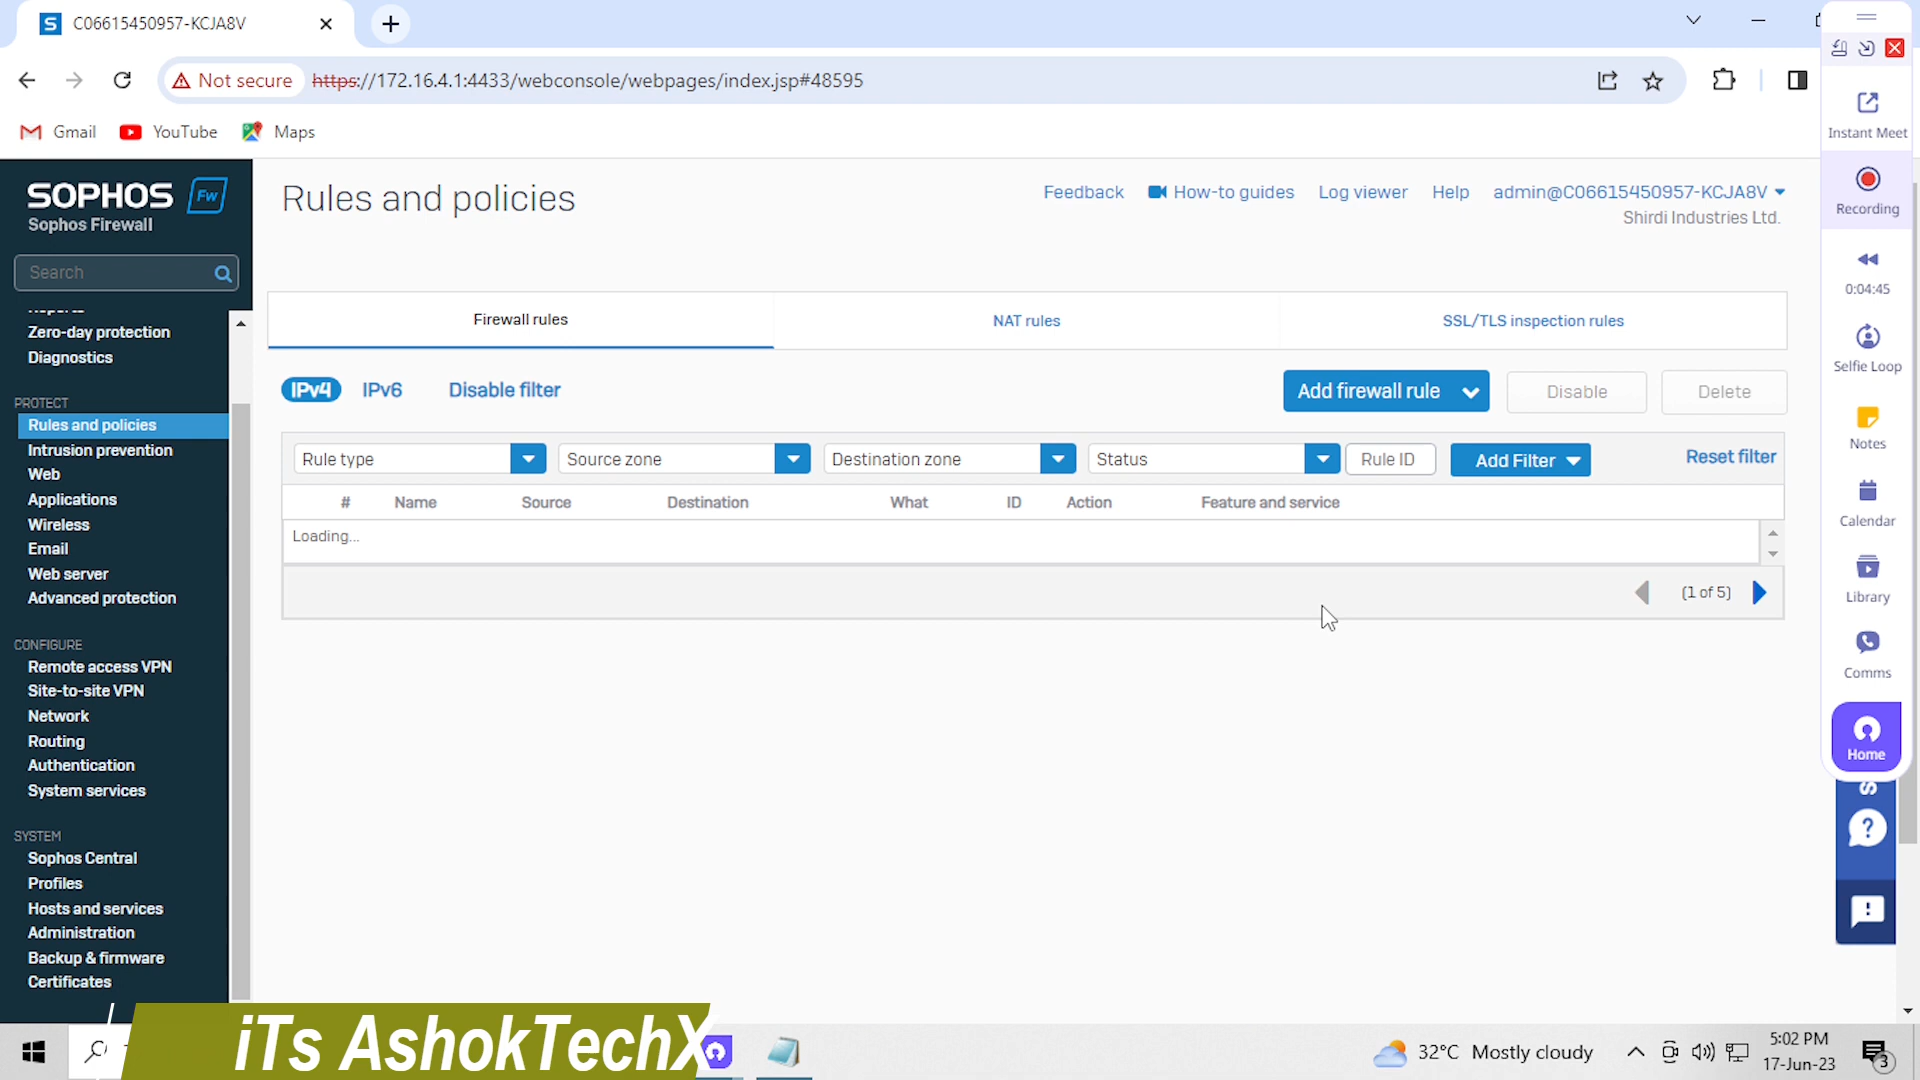 C06615450957-KCJA8V
Not secure https://172.16.4.1:4433/webconsole/webpages/index.jsp#48595
Gmail YouTube Maps
SOPHOS Fw
Sophos Firewall
Search
Reports
Zero-day protection
Diagnostics
PROTECT
Rules and policies
Intrusion prevention
Web
Applications
Wireless
Email
Web server
Advanced protection
CONFIGURE
Remote access VPN
Site-to-site VPN
Network
Routing
Authentication
System services
SYSTEM
Sophos Central
Profiles
Hosts and services
Administration
Backup & firmware
Certificates
Rules and policies
Feedback How-to guides Log viewer Help admin@C06615450957-KCJA8V
Shirdi Industries Ltd.
Firewall rules NAT rules SSL/TLS inspection rules
IPv4 IPv6 Disable filter Add firewall rule Disable Delete
Rule type Source zone Destination zone Status Rule ID Add Filter Reset filter
# Name Source Destination What ID Action Feature and service
Loading...
(1 of 5)
Instant Meet
Recording
0:04:45
Selfie Loop
Notes
Calendar
Library
Comms
Home
iTs AshokTechX
32°C Mostly cloudy
5:02 PM
17-Jun-23
3